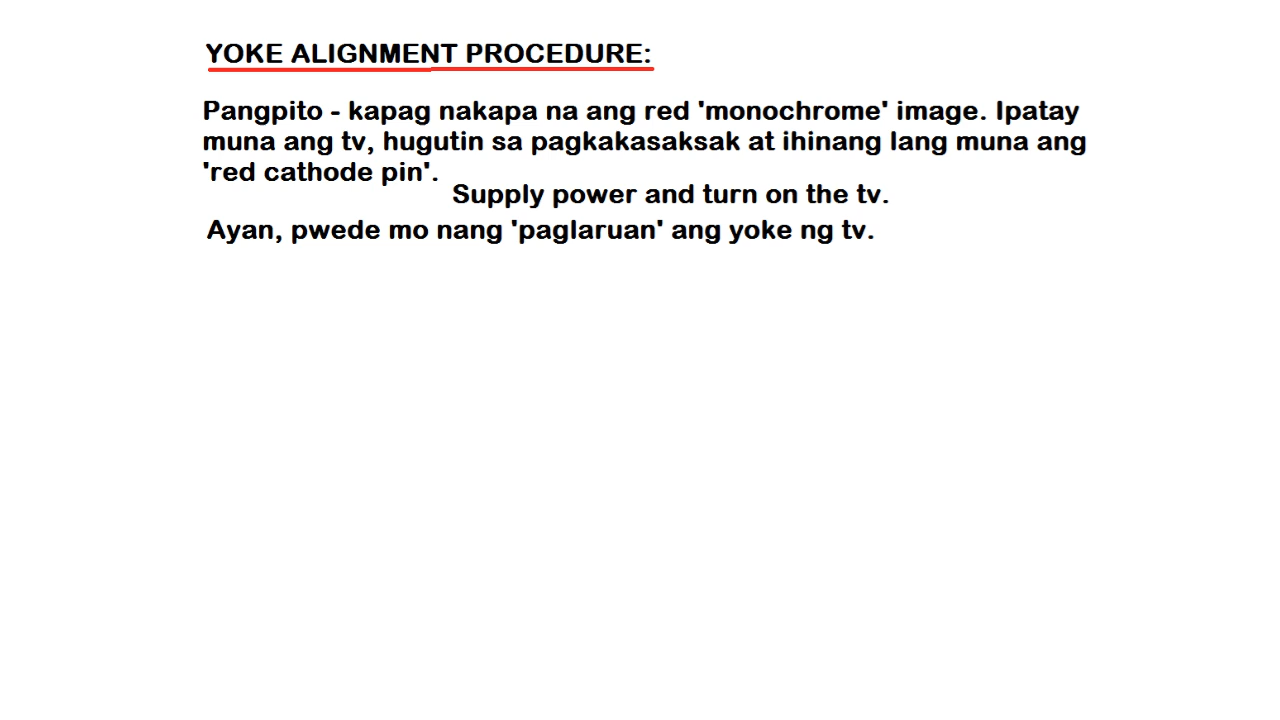 YOKE ALIGNMENT PROCEDURE:
Pangpito - kapag nakapa na ang red 'monochrome' image. Ipatay
muna ang tv, hugutin sa pagkakasaksak at ihinang lang muna ang
'red cathode pin'.
Supply power and turn on the tv.
Ayan, pwede mo nang 'paglaruan' ang yoke ng tv.